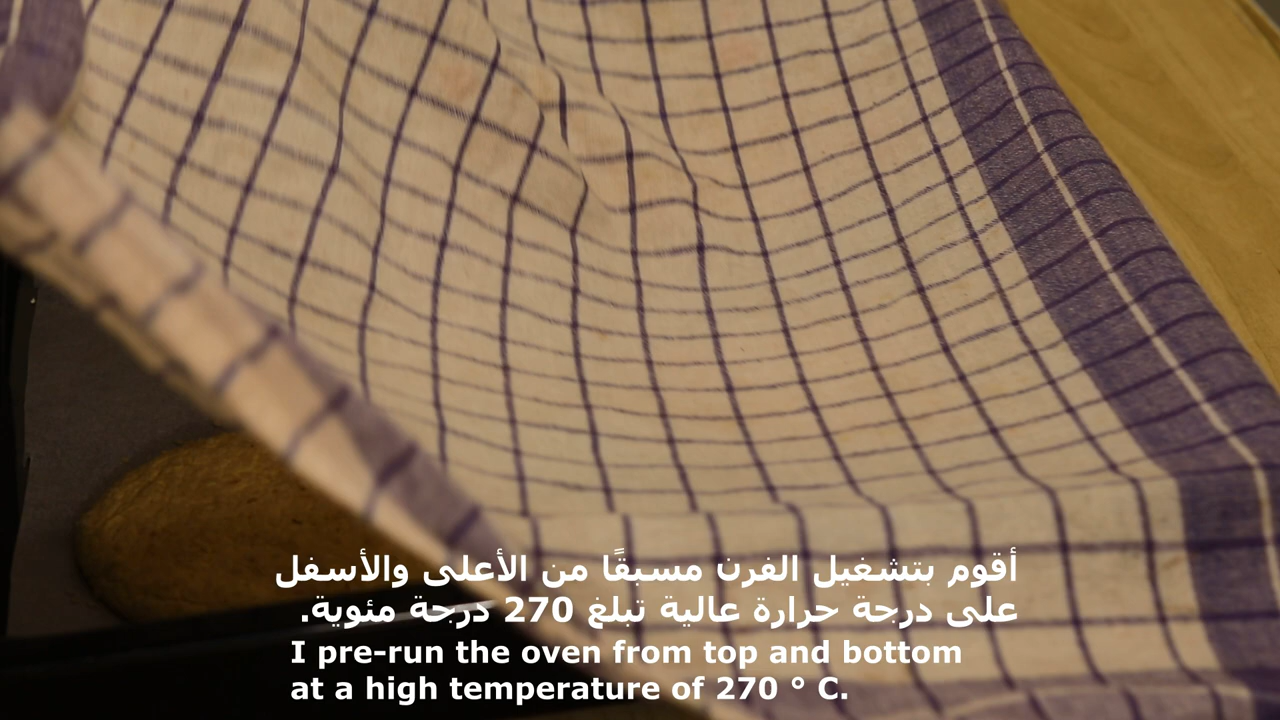 أقوم بتشغيل الفرن مسبقًا من الأعلى والأسفل
على درجة حرارة عالية تبلغ 270 درجة مئوية.
I pre-run the oven from top and bottom
at a high temperature of 270 ° C.